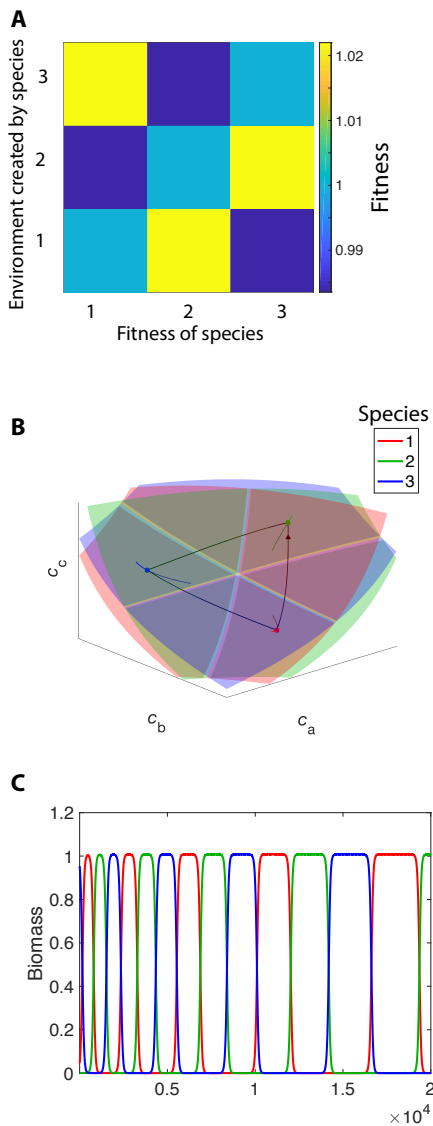 A
Environment created by species
3
2
1
1 2 3
Fitness of species
1.02
1.01
1
0.99
Fitness
B
Species
1
2
3
c_c
c_b
c_a
C
1.2
1
0.8
0.6
0.4
0.2
0
Biomass
0.5 1 1.5 2
×10^4